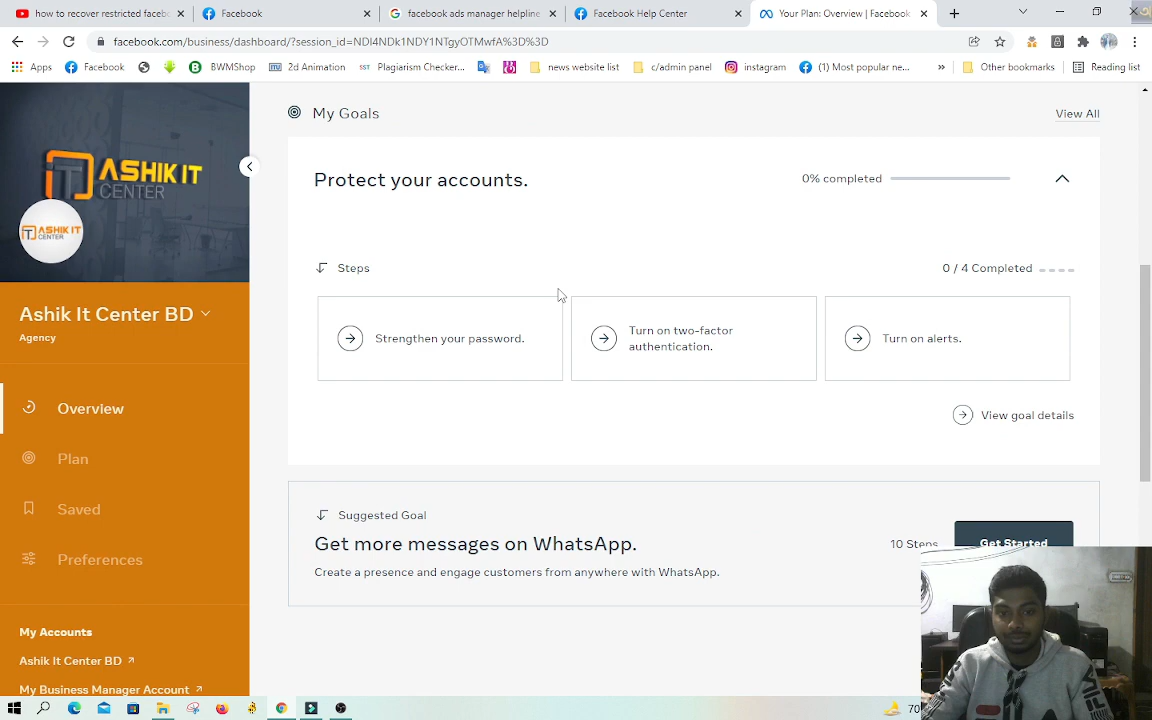 how to recover restricted facebo
Facebook
facebook ads manager helpline
Facebook Help Center
Your Plan: Overview | Facebook
facebook.com/business/dashboard/?session_id=NDI4NDk1NDY1NTgyOTMwfA%3D%3D
Apps
Facebook
BWMShop
2d Animation
SST
Plagiarism Checker...
news website list
c/admin panel
instagram
(1) Most popular ne...
»
Other bookmarks
Reading list
ASHIK IT
CENTER
ASHIK IT
CENTER
Ashik It Center BD
Agency
Overview
Plan
Saved
Preferences
My Accounts
Ashik It Center BD
My Business Manager Account
My Goals
View All
Protect your accounts.
0% completed
Steps
0 / 4 Completed
Strengthen your password.
Turn on two-factor
authentication.
Turn on alerts.
View goal details
Suggested Goal
Get more messages on WhatsApp.
10 Steps
Get Started
Create a presence and engage customers from anywhere with WhatsApp.
70